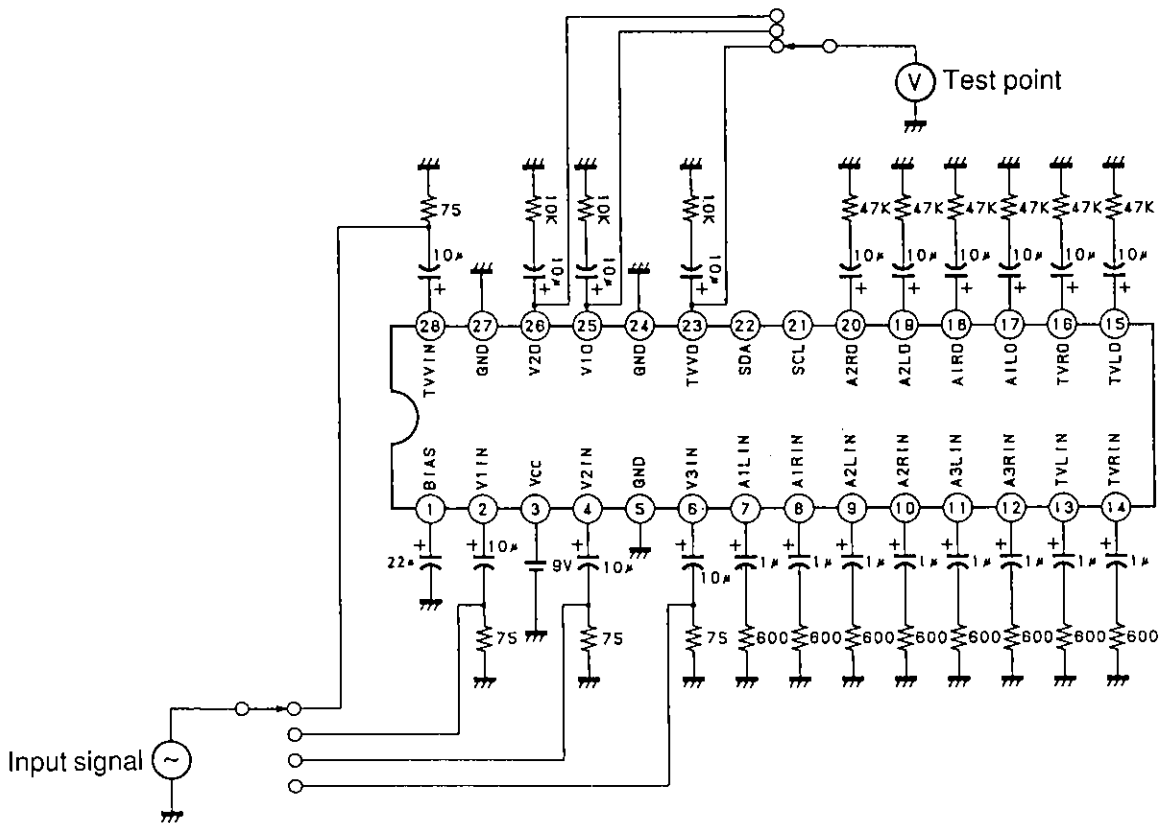 Test point
75
10K
10K
10K
47K
47K
47K
47K
47K
47K
10μ
10μ
10μ
10μ
10μ
10μ
10μ
10μ
10μ
10μ
+
+
+
+
+
+
+
+
+
+
28
27
26
25
24
23
22
21
20
19
18
17
16
15
TVVIN
GND
V2O
V1O
GND
TVVO
SDA
SCL
A2RO
A2LO
A1RO
A1LO
TVRO
TVLO
BIAS
V1IN
VCC
V2IN
GND
V3IN
A1LIN
A1RIN
A2LIN
A2RIN
A3LIN
A3RIN
TVLIN
TVRIN
1
2
3
4
5
6
7
8
9
10
11
12
13
14
+
+
+
+
+
+
+
+
+
+
+
+
22μ
10μ
9V
10μ
10μ
1μ
1μ
1μ
1μ
1μ
1μ
1μ
1μ
75
75
75
600
600
600
600
600
600
600
600
Input signal
~
V